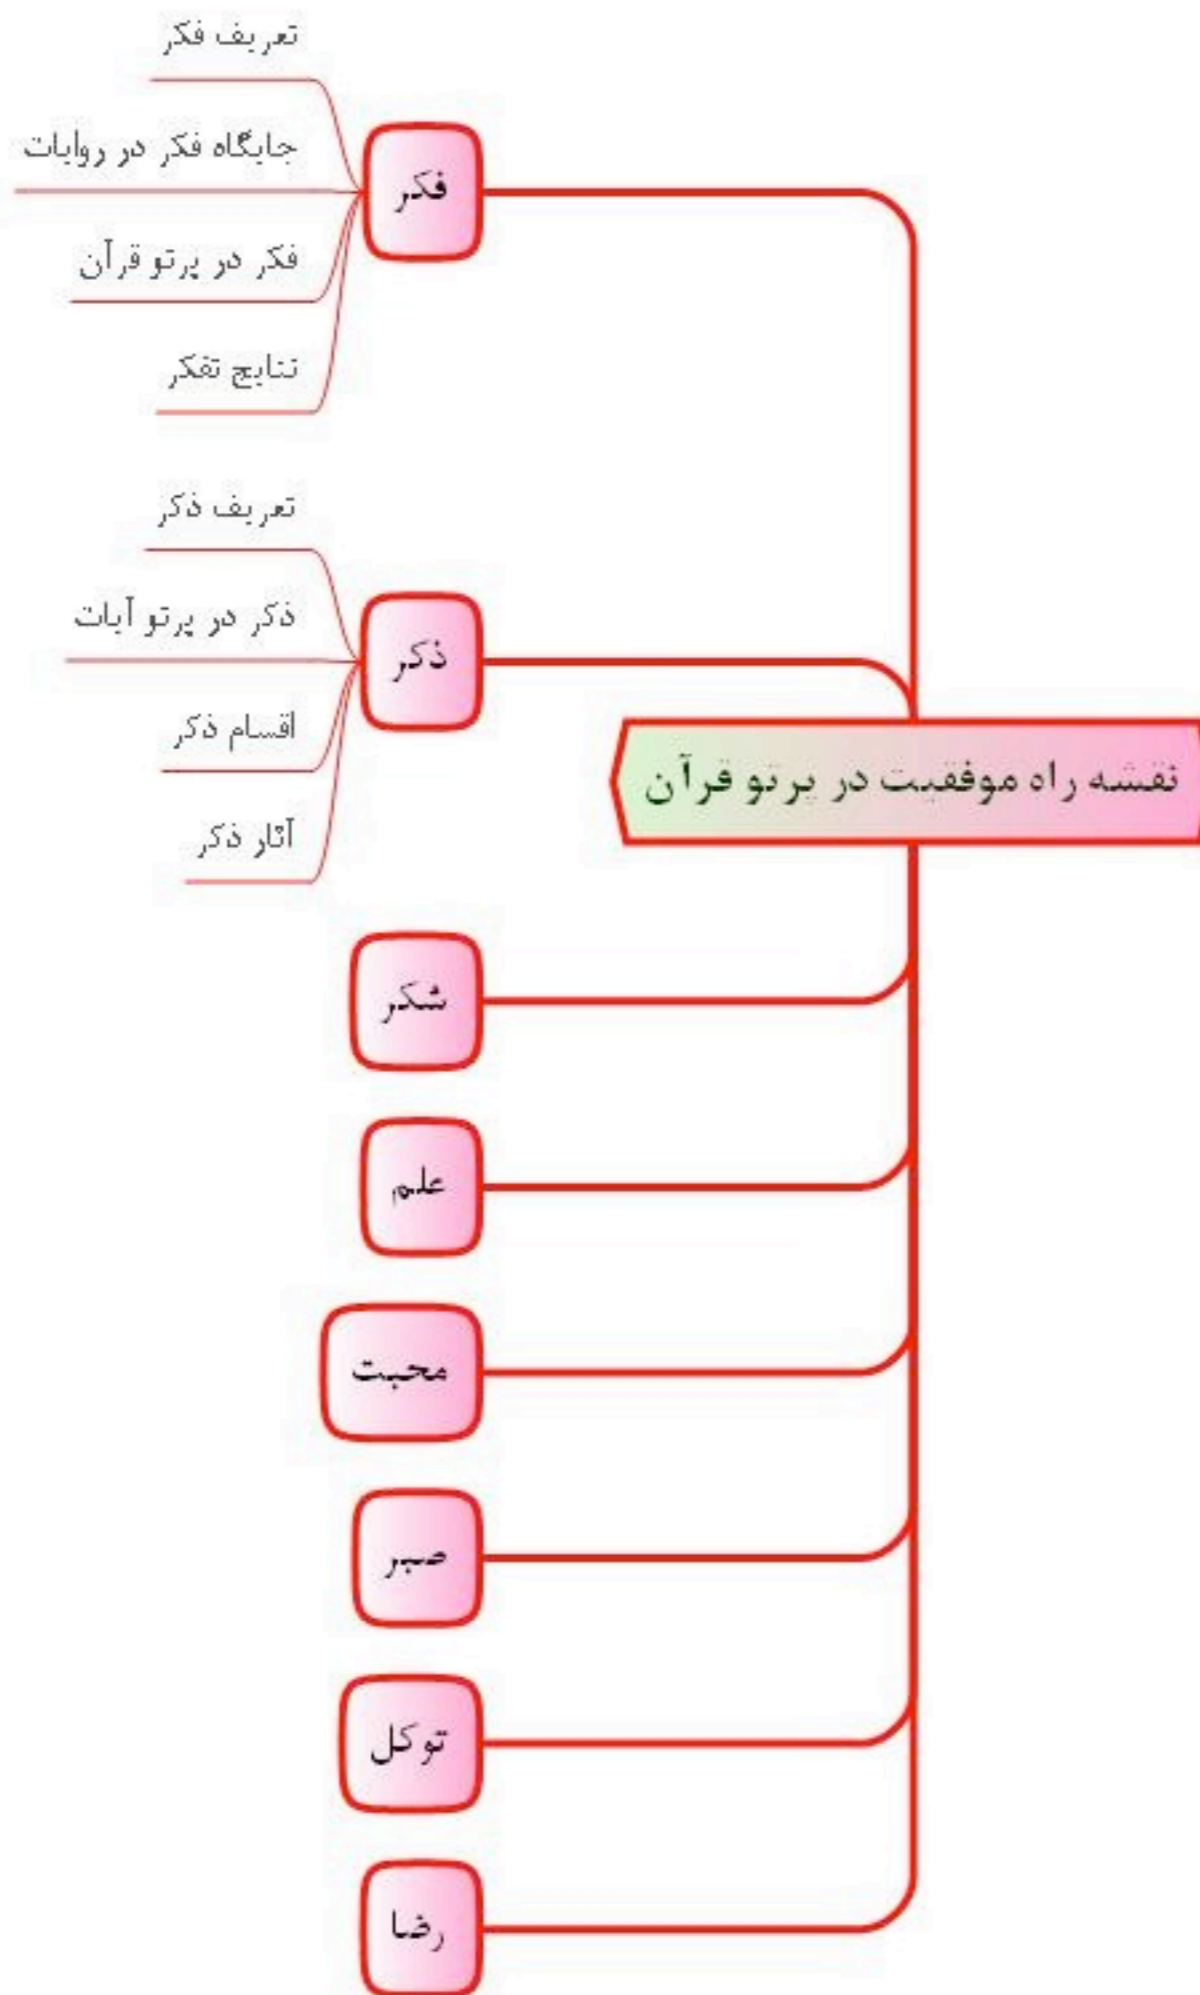 نقشه راه موفقیت در پرتو قرآن
فکر
تعریف فکر
جایگاه فکر در روایات
فکر در پرتو قرآن
نتایج تفکر
ذکر
تعریف ذکر
ذکر در پرتو آیات
اقسام ذکر
آثار ذکر
شکر
علم
محبت
صبر
توکل
رضا